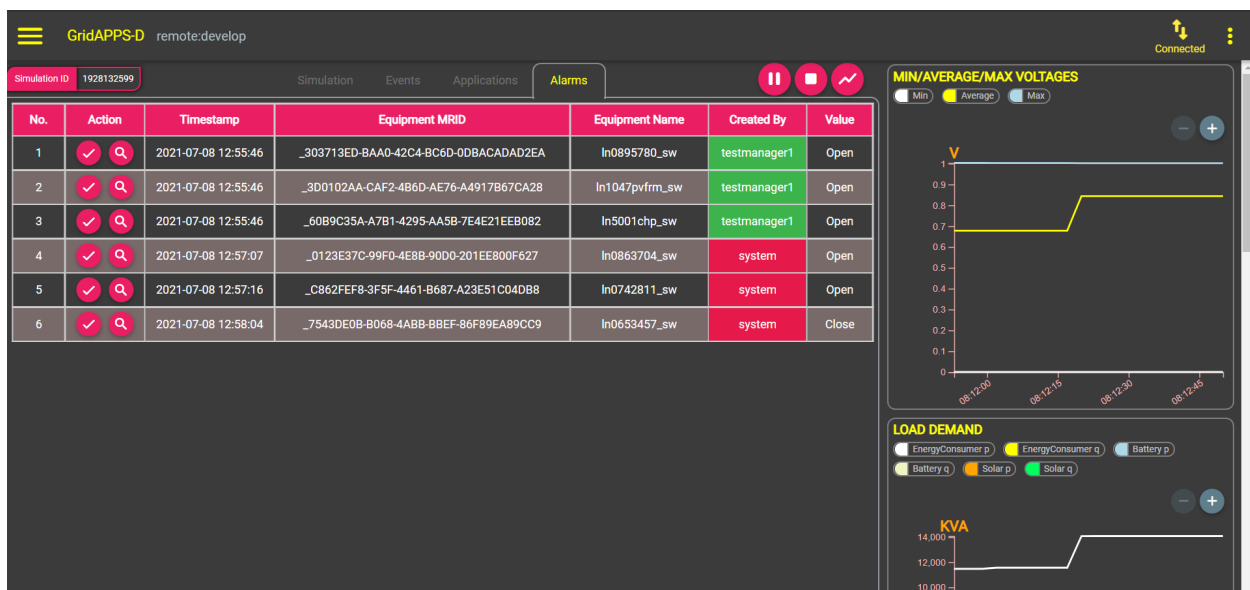 GridAPPS-D remote:develop
Connected
Simulation ID 1928132599
Simulation Events Applications Alarms
No. Action Timestamp Equipment MRID Equipment Name Created By Value
1 2021-07-08 12:55:46 _303713ED-BAA0-42C4-BC6D-0DBACADAD2EA ln0895780_sw testmanager1 Open
2 2021-07-08 12:55:46 _3D0102AA-CAF2-4B6D-AE76-A4917B67CA28 ln1047pvfrm_sw testmanager1 Open
3 2021-07-08 12:55:46 _60B9C35A-A7B1-4295-AA5B-7E4E21EEB082 ln5001chp_sw testmanager1 Open
4 2021-07-08 12:57:07 _0123E37C-99F0-4E8B-90D0-201EE800F627 ln0863704_sw system Open
5 2021-07-08 12:57:16 _C862FEF8-3F5F-4461-B687-A23E51C04DB8 ln0742811_sw system Open
6 2021-07-08 12:58:04 _7543DE0B-B068-4ABB-BBEF-86F89EA89CC9 ln0653457_sw system Close
MIN/AVERAGE/MAX VOLTAGES
Min Average Max
V
1
0.9
0.8
0.7
0.6
0.5
0.4
0.3
0.2
0.1
0
08:12:00 08:12:15 08:12:30 08:12:45
LOAD DEMAND
EnergyConsumer p EnergyConsumer q Battery p
Battery q Solar p Solar q
KVA
14,000
12,000
10,000